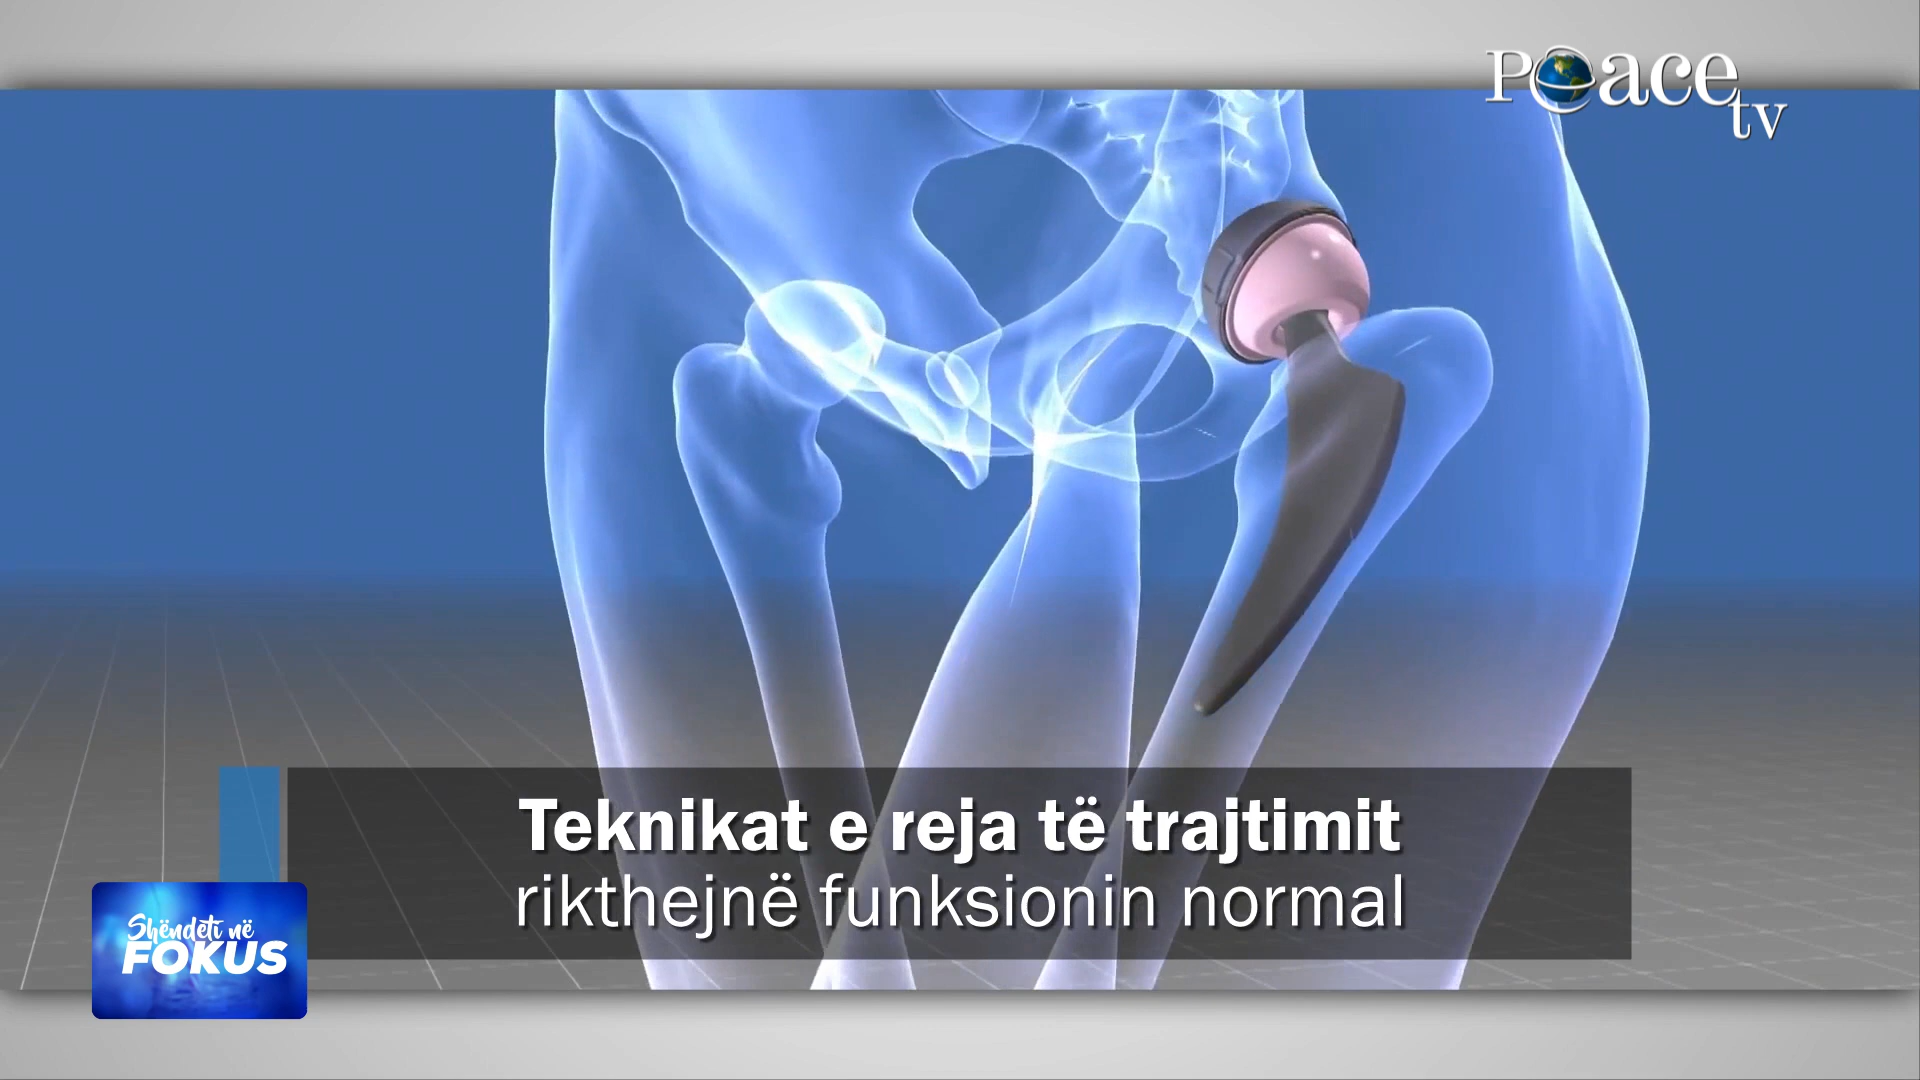 Peace
tv
Teknikat e reja të trajtimit
rikthejnë funksionin normal
Shëndeti në
FOKUS